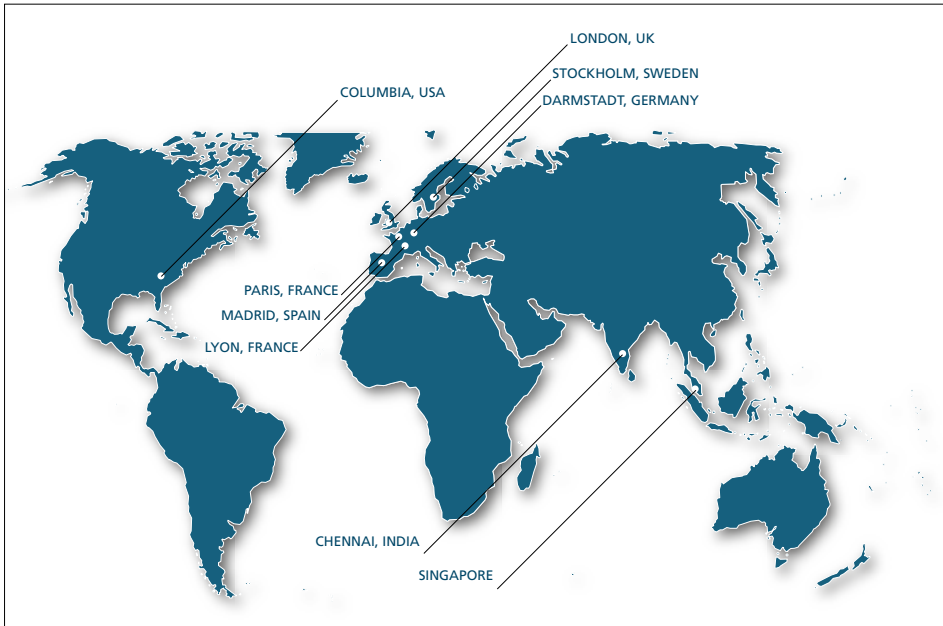 LONDON, UK
STOCKHOLM, SWEDEN
COLUMBIA, USA
DARMSTADT, GERMANY
PARIS, FRANCE
MADRID, SPAIN
LYON, FRANCE
CHENNAI, INDIA
SINGAPORE